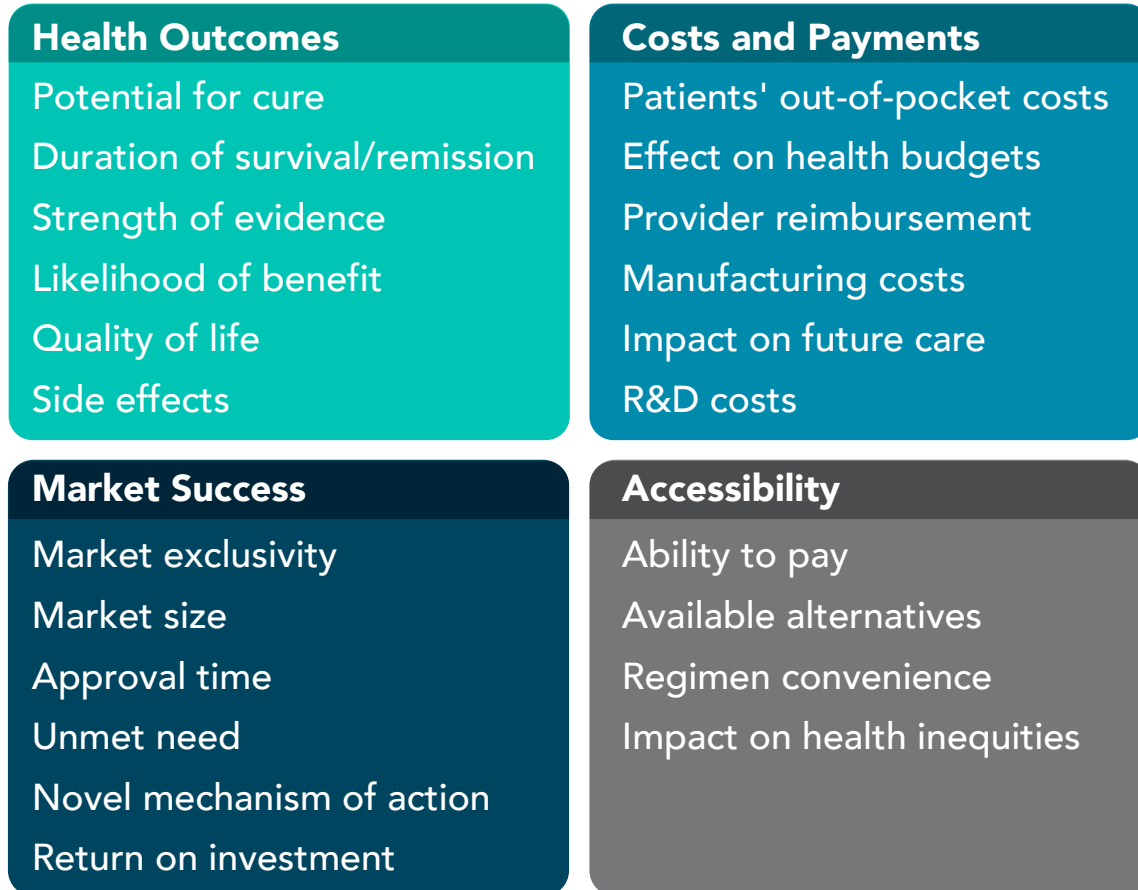 Health Outcomes
Potential for cure
Duration of survival/remission
Strength of evidence
Likelihood of benefit
Quality of life
Side effects
Costs and Payments
Patients' out-of-pocket costs
Effect on health budgets
Provider reimbursement
Manufacturing costs
Impact on future care
R&D costs
Market Success
Market exclusivity
Market size
Approval time
Unmet need
Novel mechanism of action
Return on investment
Accessibility
Ability to pay
Available alternatives
Regimen convenience
Impact on health inequities